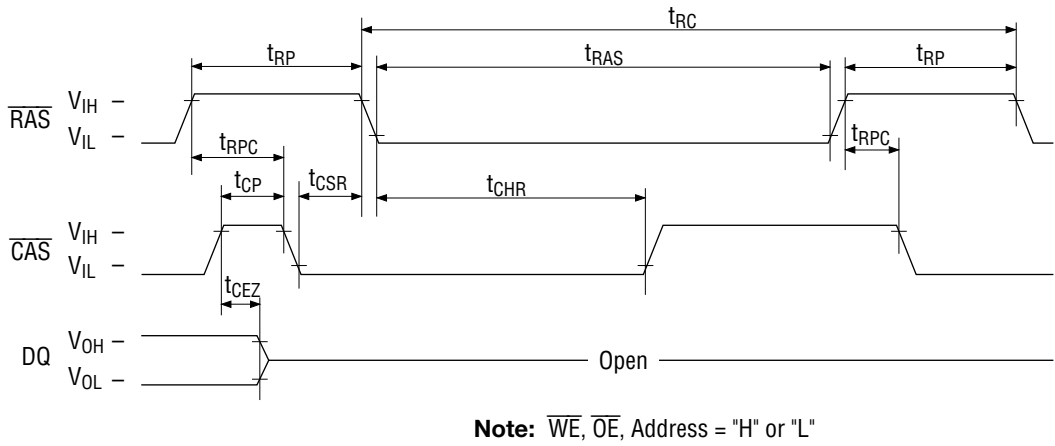 tRC
tRP
tRAS
tRP
RAS
VIH –
VIL –
tRPC
tRPC
tCP
tCSR
tCHR
CAS
VIH –
VIL –
tCEZ
DQ
VOH –
VOL –
Open
Note: WE, OE, Address = "H" or "L"